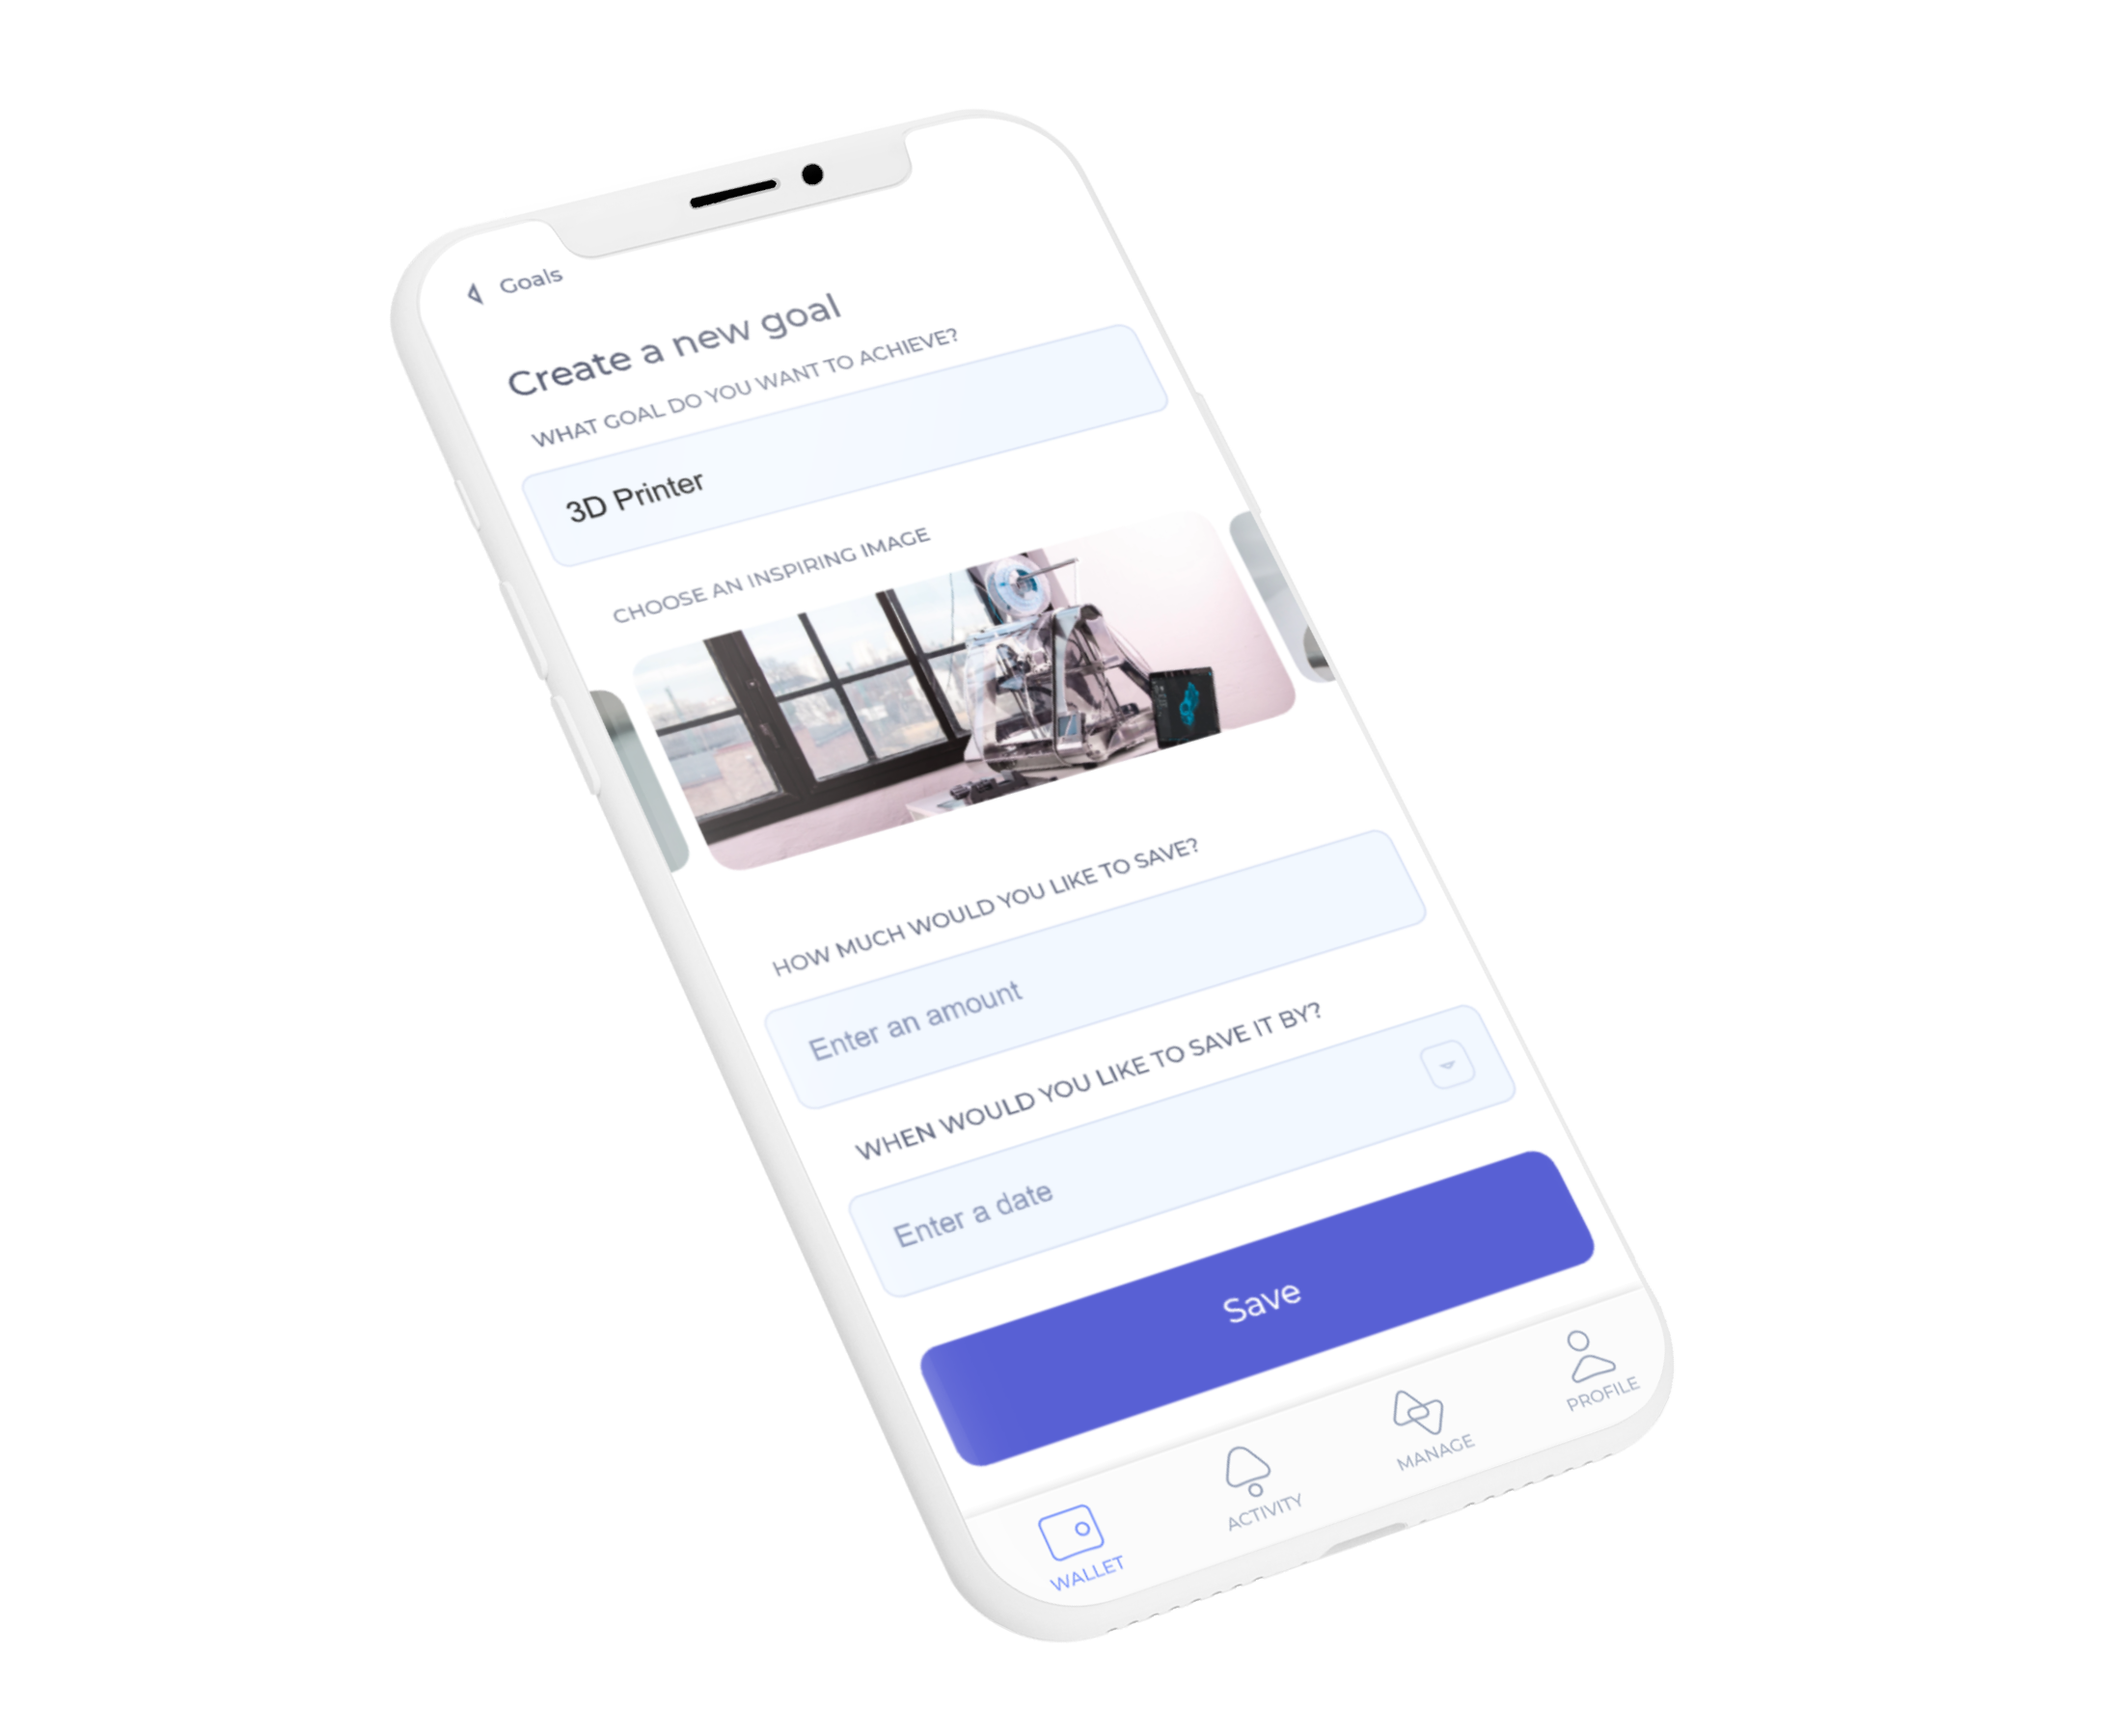 Goals
Create a new goal
WHAT GOAL DO YOU WANT TO ACHIEVE?
3D Printer
CHOOSE AN INSPIRING IMAGE
HOW MUCH WOULD YOU LIKE TO SAVE?
Enter an amount
WHEN WOULD YOU LIKE TO SAVE IT BY?
Enter a date
Save
WALLET
ACTIVITY
MANAGE
PROFILE